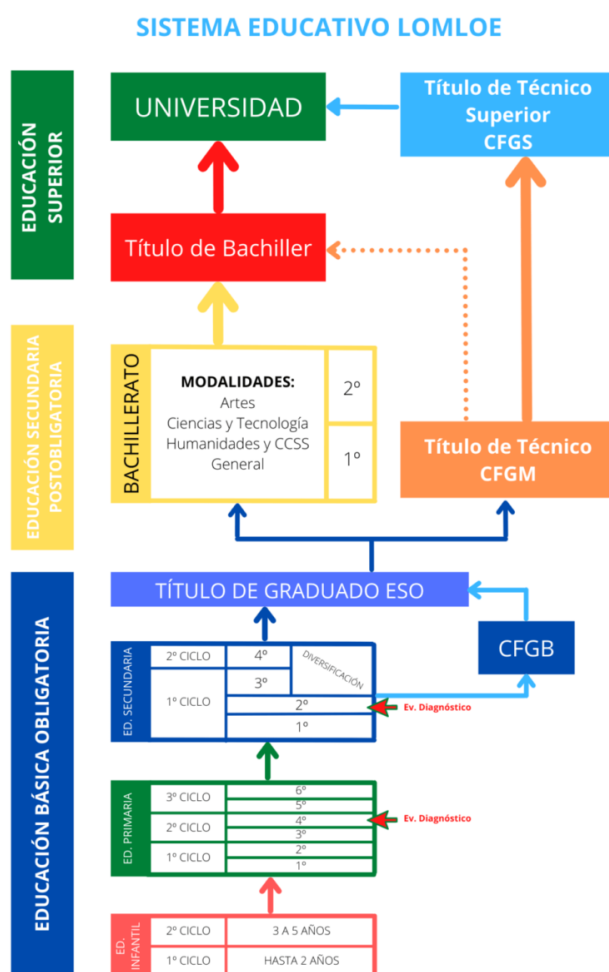 SISTEMA EDUCATIVO LOMLOE
EDUCACIÓN
SUPERIOR
UNIVERSIDAD
Título de Técnico
Superior
CFGS
Título de Bachiller
EDUCACIÓN SECUNDARIA
POSTOBLIGATORIA
BACHILLERATO
MODALIDADES:
Artes
Ciencias y Tecnología
Humanidades y CCSS
General
2º
1º
Título de Técnico
CFGM
EDUCACIÓN BÁSICA OBLIGATORIA
TÍTULO DE GRADUADO ESO
CFGB
ED. SECUNDARIA
2º CICLO
4º
DIVERSIFICACIÓN
1º CICLO
3º
2º
Ev. Diagnóstico
1º
ED. PRIMARIA
3º CICLO
6º
5º
2º CICLO
4º
Ev. Diagnóstico
3º
1º CICLO
2º
1º
ED.
INFANTIL
2º CICLO
3 A 5 AÑOS
1º CICLO
HASTA 2 AÑOS